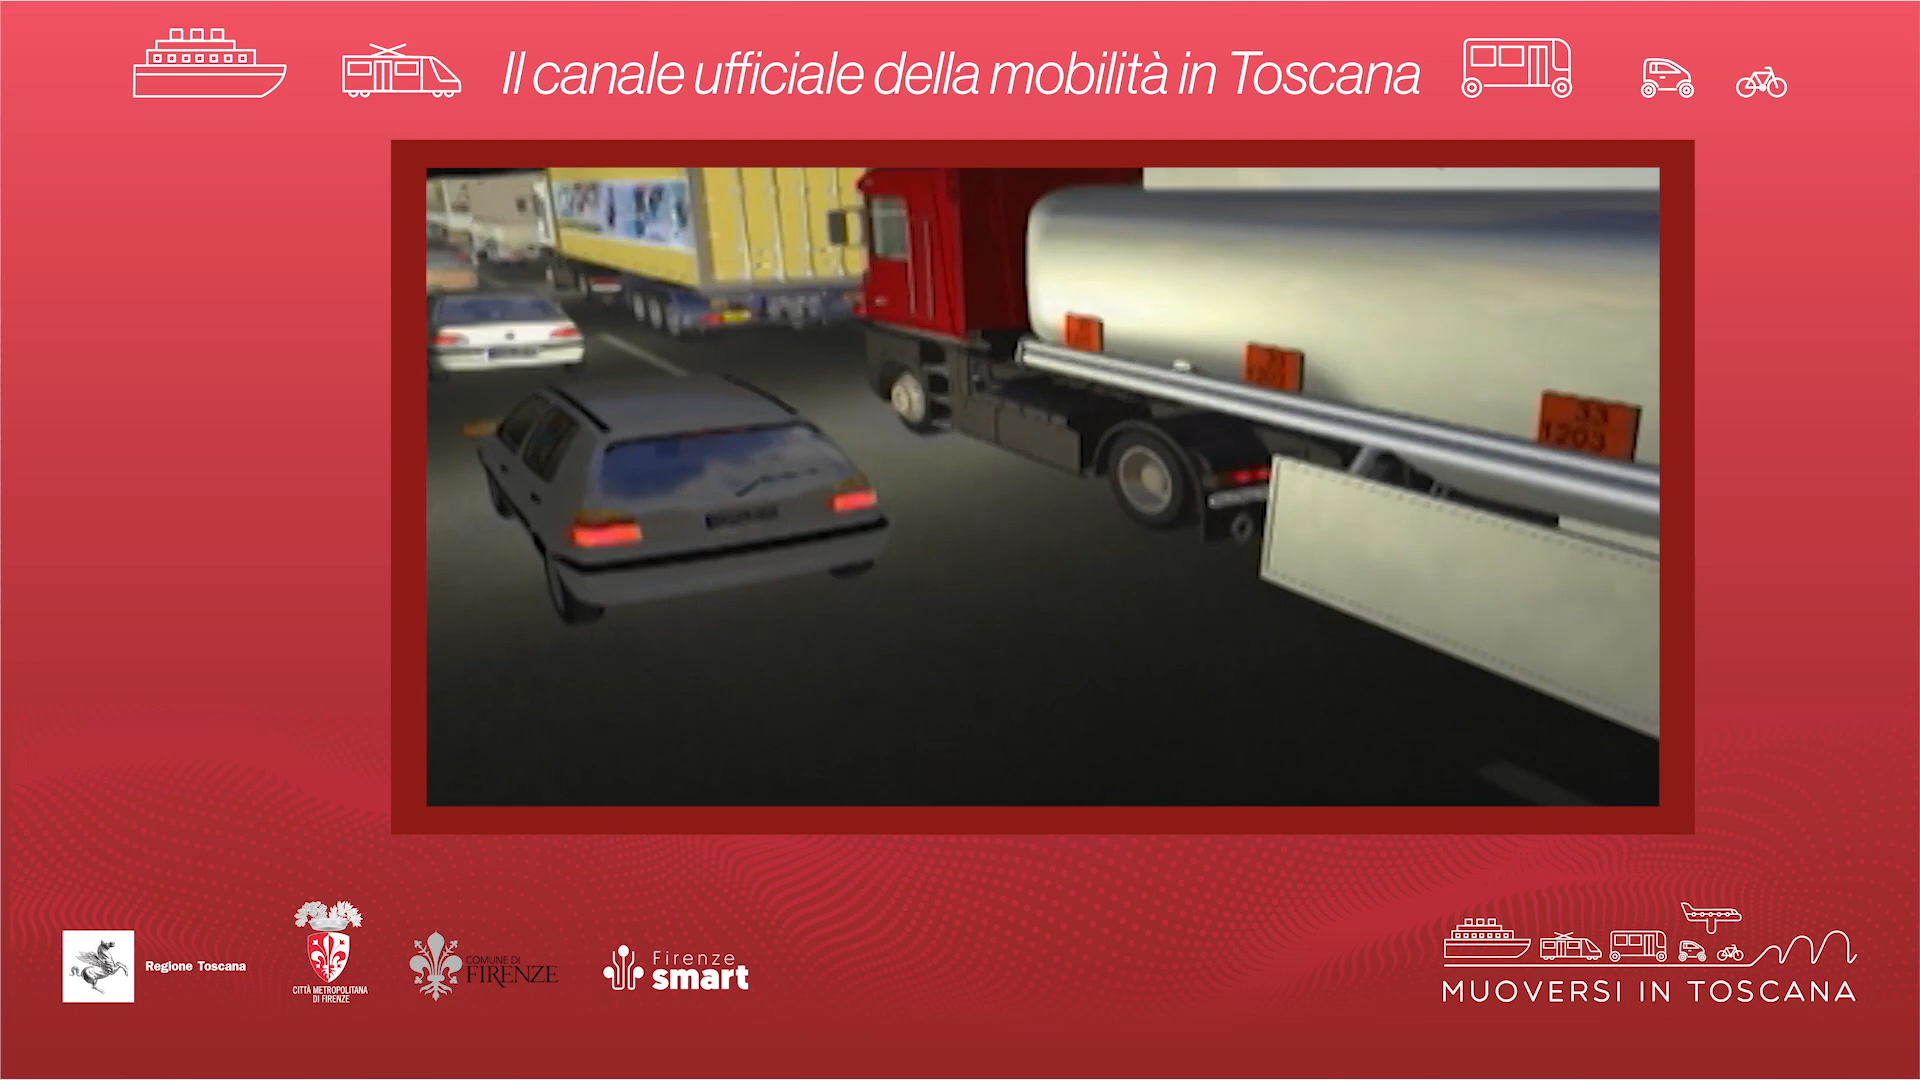 Il canale ufficiale della mobilità in Toscana
33
1203
Regione Toscana
CITTÀ METROPOLITANA
DI FIRENZE
COMUNE DI
FIRENZE
Firenze
smart
MUOVERSI IN TOSCANA